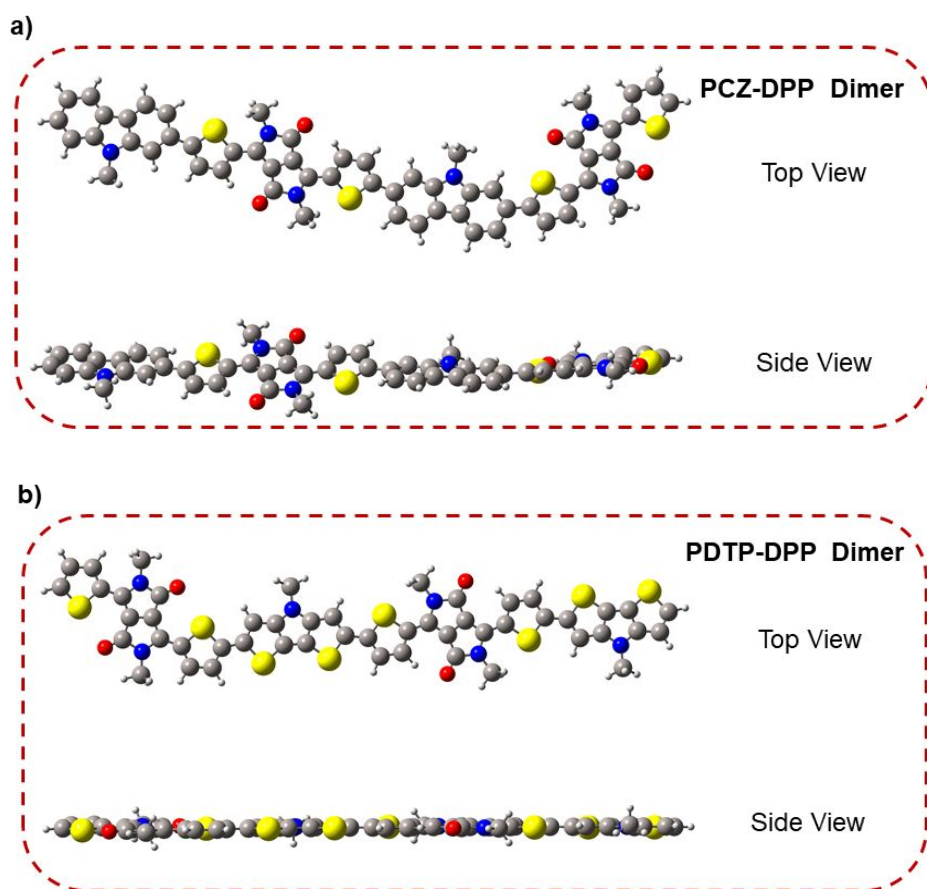 a)
PCZ-DPP Dimer
Top View
Side View
b)
PDTP-DPP Dimer
Top View
Side View